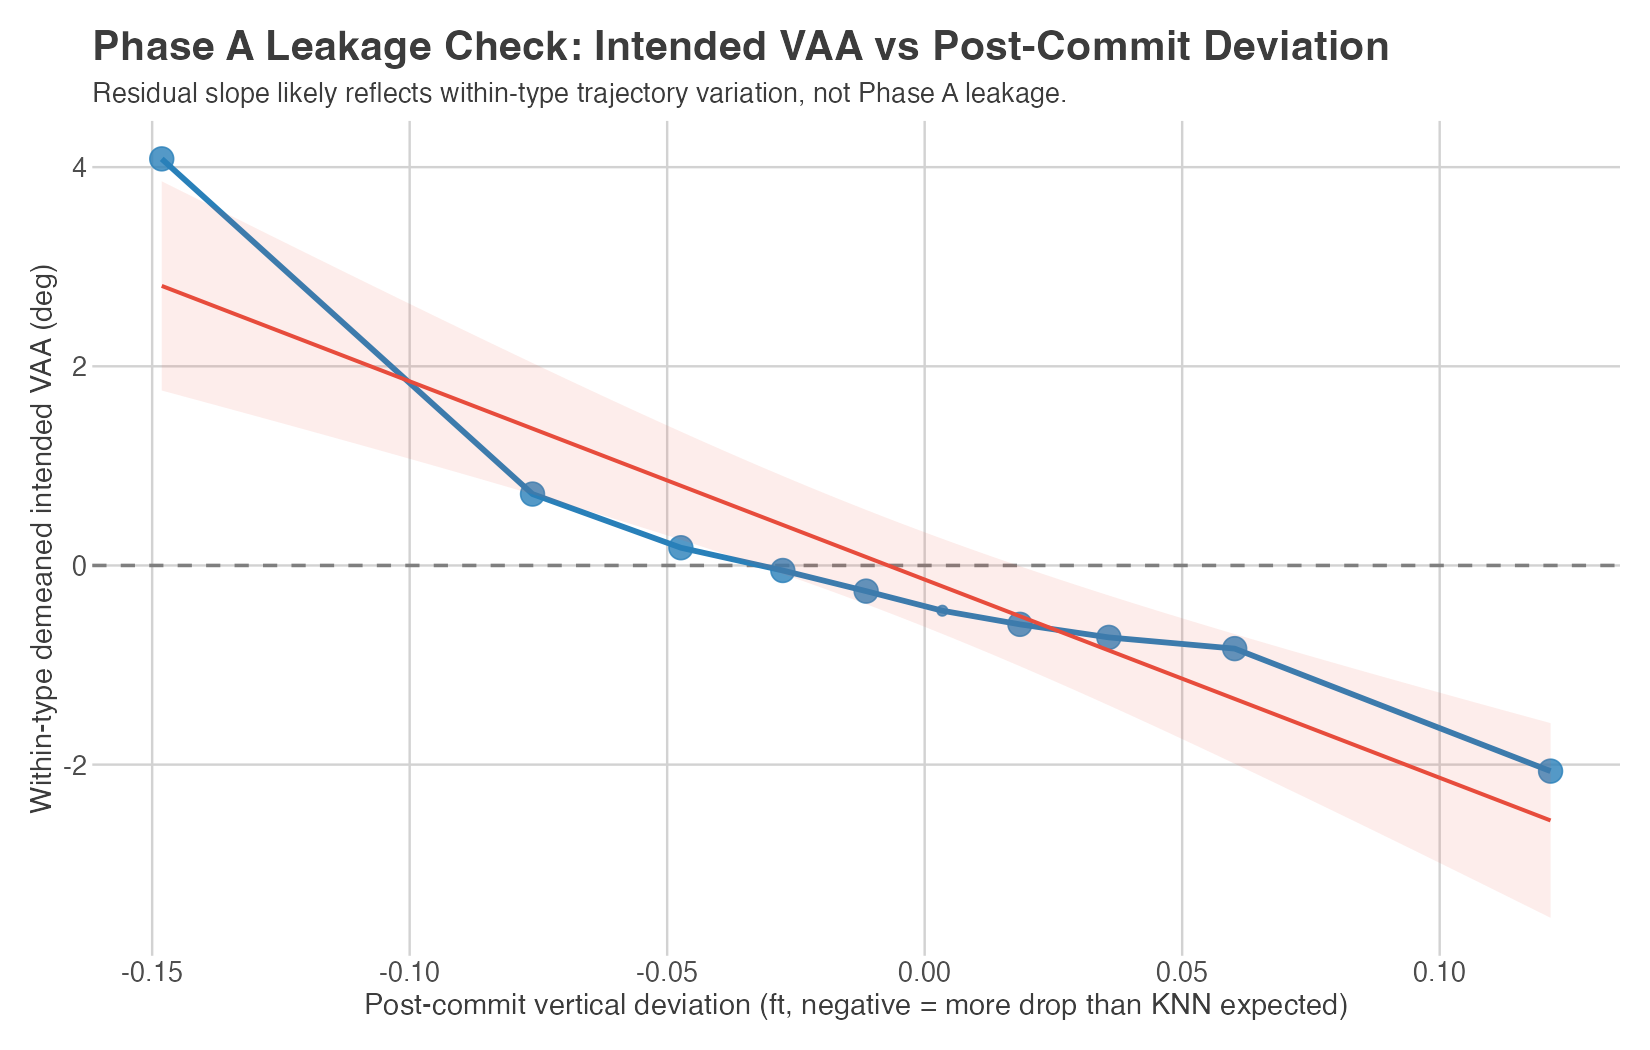 Phase A Leakage Check: Intended VAA vs Post-Commit Deviation
Residual slope likely reflects within-type trajectory variation, not Phase A leakage.
Within-type demeaned intended VAA (deg)
4
2
0
-2
-0.15
-0.10
-0.05
0.00
0.05
0.10
Post-commit vertical deviation (ft, negative = more drop than KNN expected)